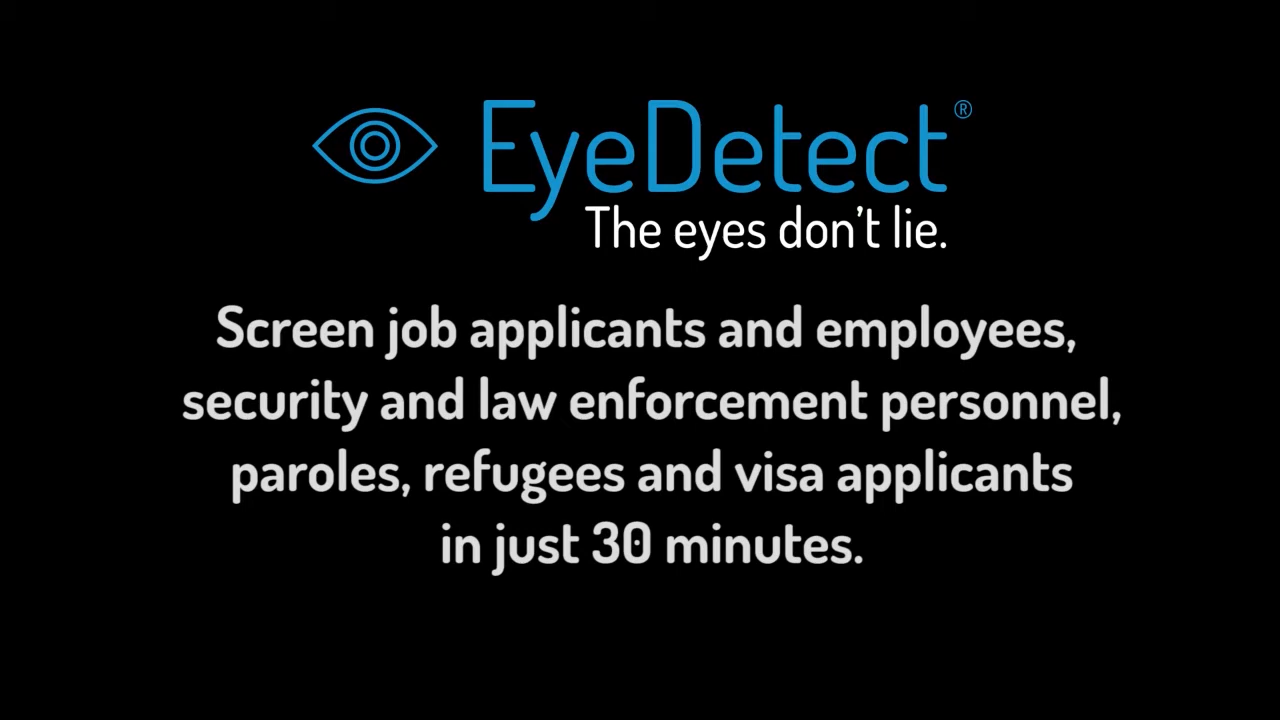 EyeDetect®
The eyes don't lie.
Screen job applicants and employees,
security and law enforcement personnel,
paroles, refugees and visa applicants
in just 30 minutes.